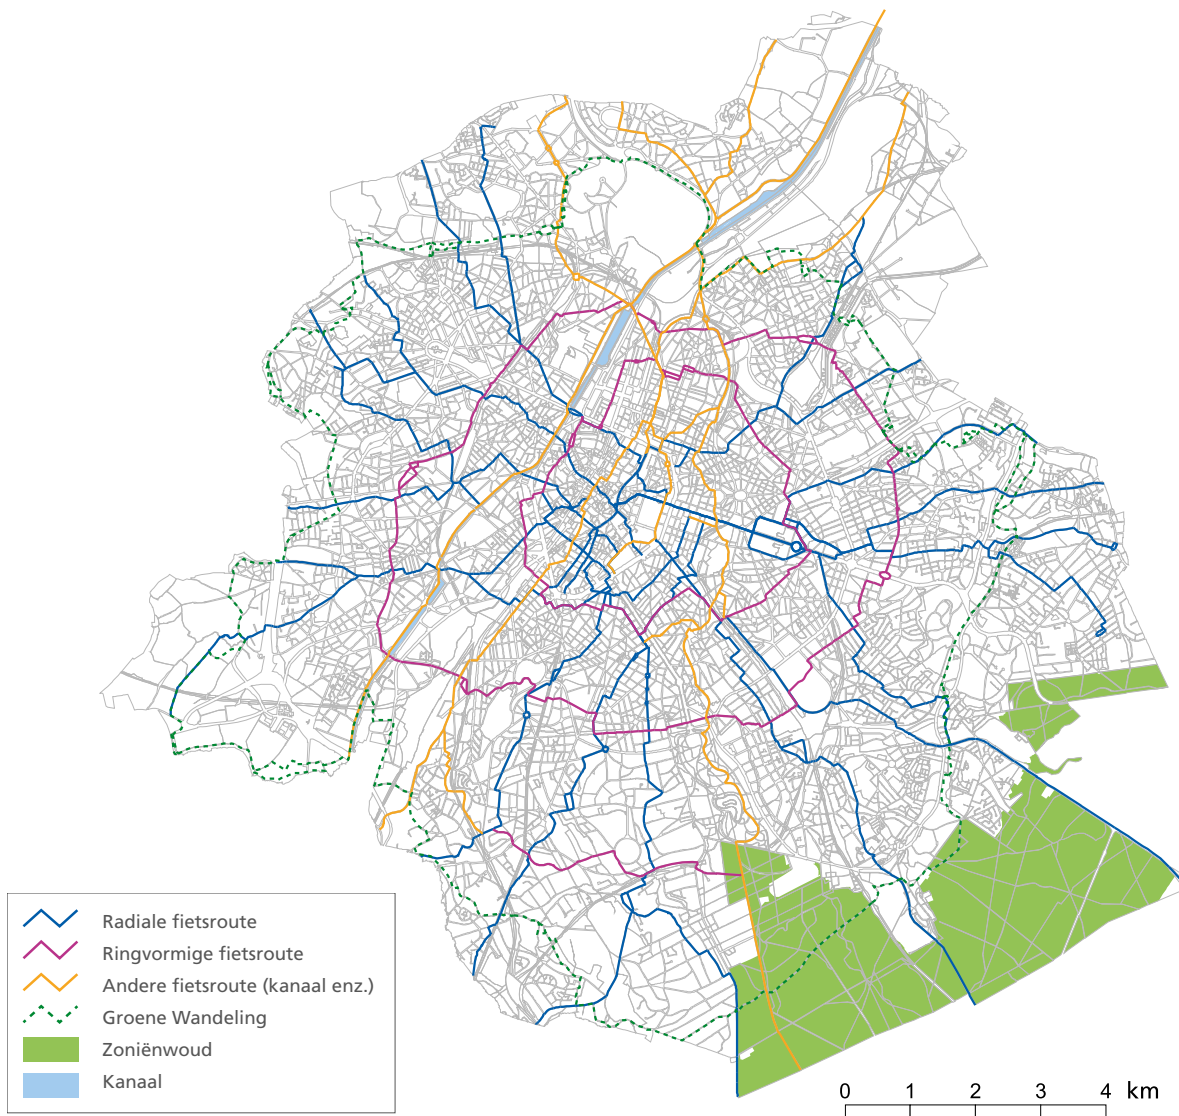 Radiale fietsroute
Ringvormige fietsroute
Andere fietsroute (kanaal enz.)
Groene Wandeling
Zoniënwoud
Kanaal
0 1 2 3 4 km